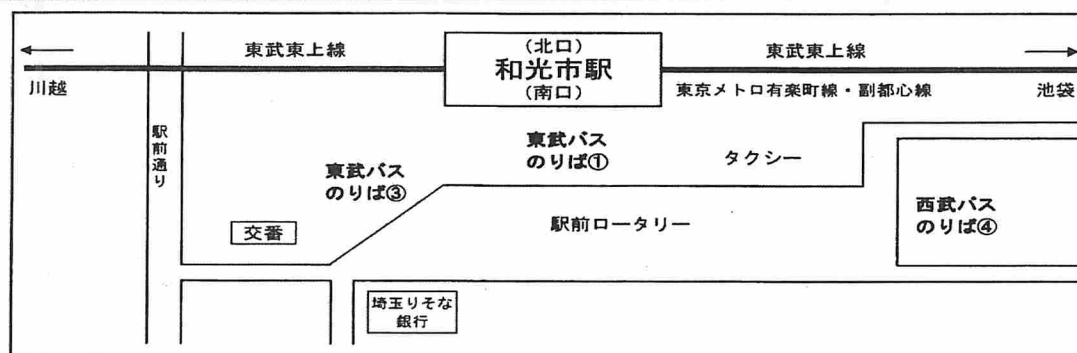 東武東上線
(北口)
和光市駅
(南口)
東武東上線
川越
東京メトロ有楽町線・副都心線
池袋
駅前通り
東武バス
のりば③
東武バス
のりば①
タクシー
西武バス
のりば④
交番
駅前ロータリー
埼玉りそな
銀行